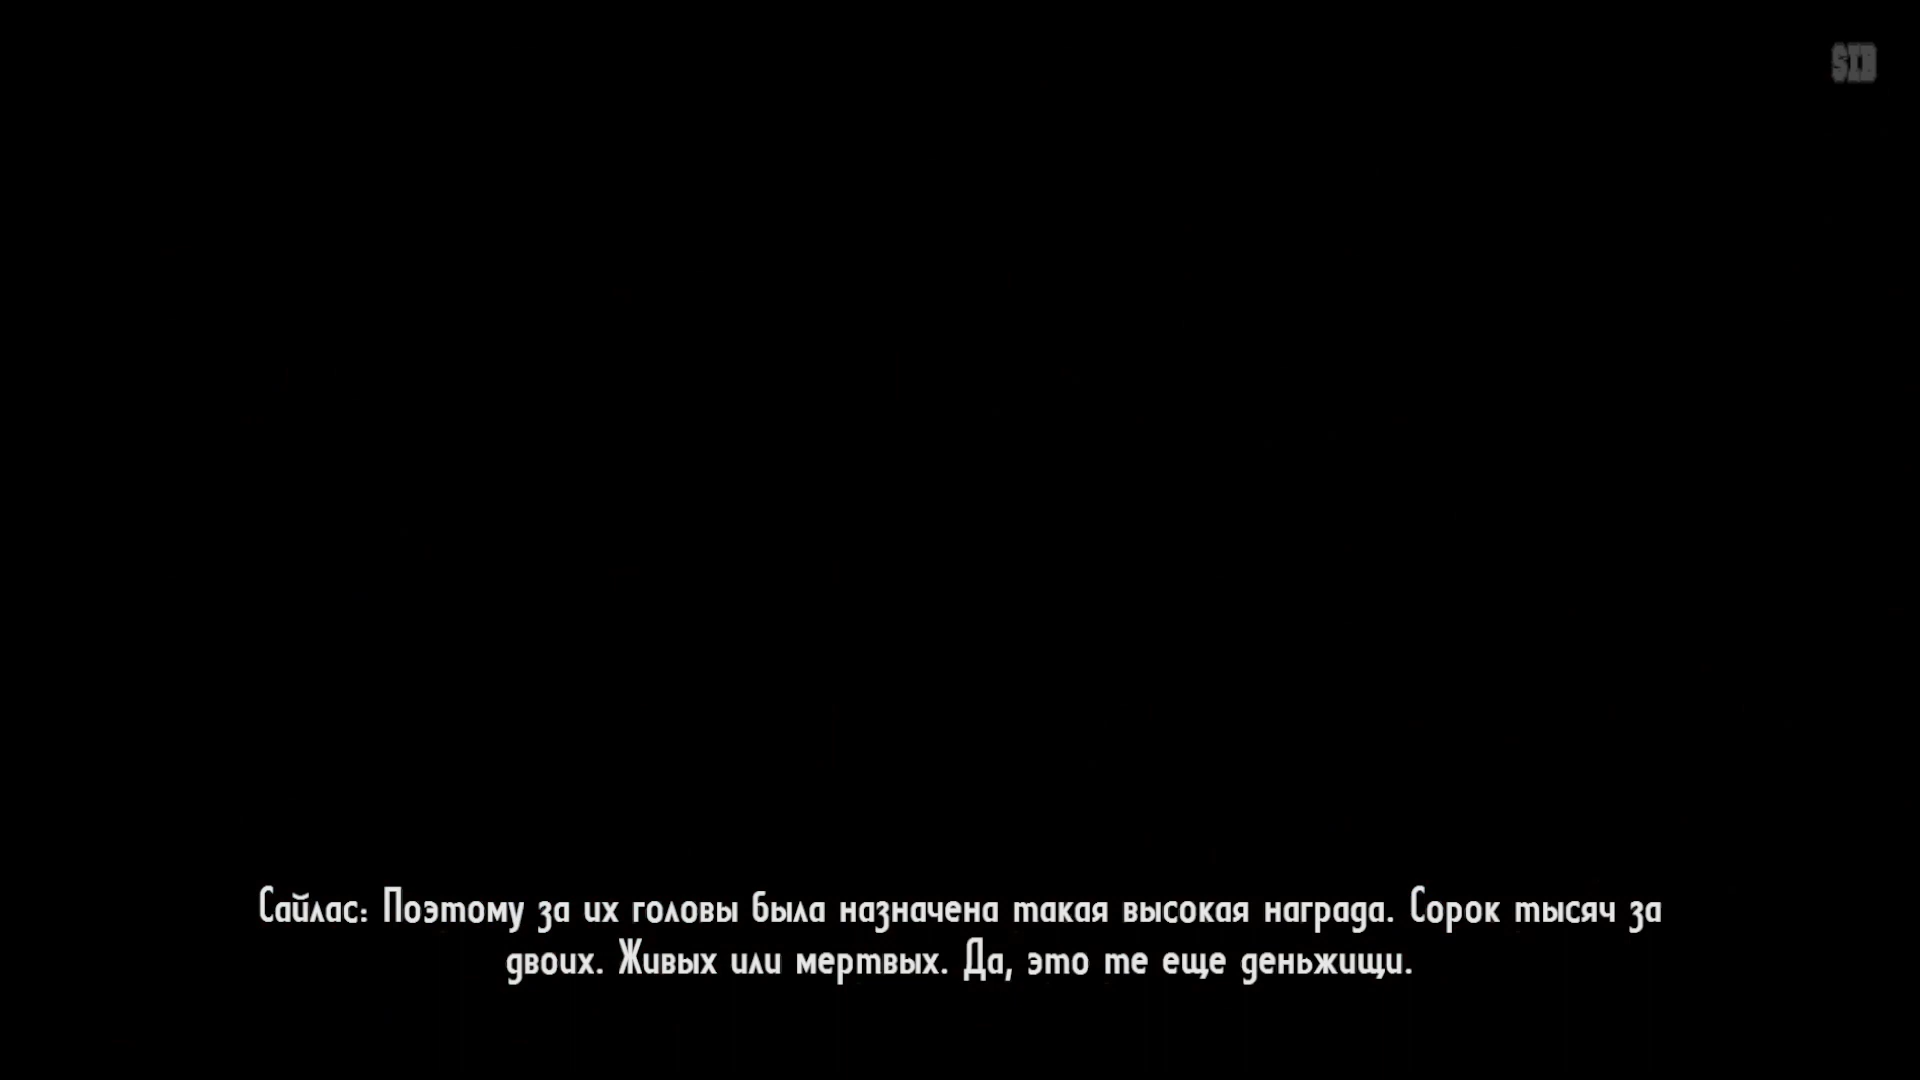 SIB
Сайлас: Поэтому за их головы была назначена такая высокая награда. Сорок тысяч за
двоих. Живых или мертвых. Да, это те еще деньжищи.